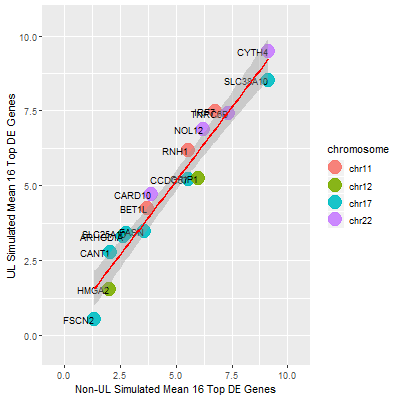 10.0
7.5
5.0
2.5
0.0
UL Simulated Mean 16 Top DE Genes
CYTH4
SLC38A10
TNRC6B
NOL12
RNH1
CARD10
BET1L
FASN
ARHGDIA
CANT1
HMGA2
FSCN2
0.0 2.5 5.0 7.5 10.0
Non-UL Simulated Mean 16 Top DE Genes
chromosome
chr11
chr12
chr17
chr22